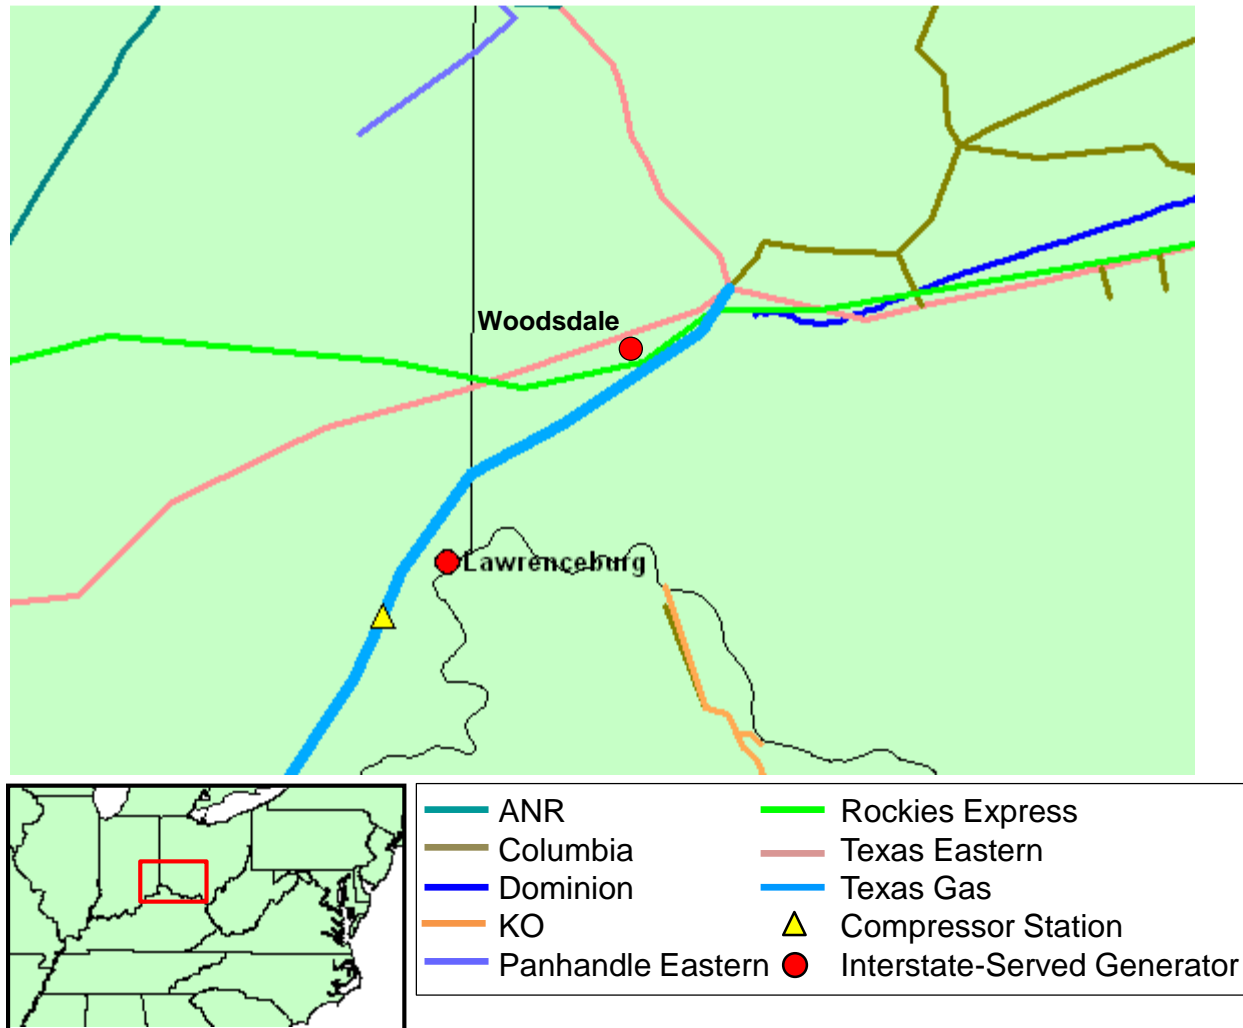 Woodsdale
Lawrenceburg
ANR
Columbia
Dominion
KO
Panhandle Eastern
Rockies Express
Texas Eastern
Texas Gas
Compressor Station
Interstate-Served Generator